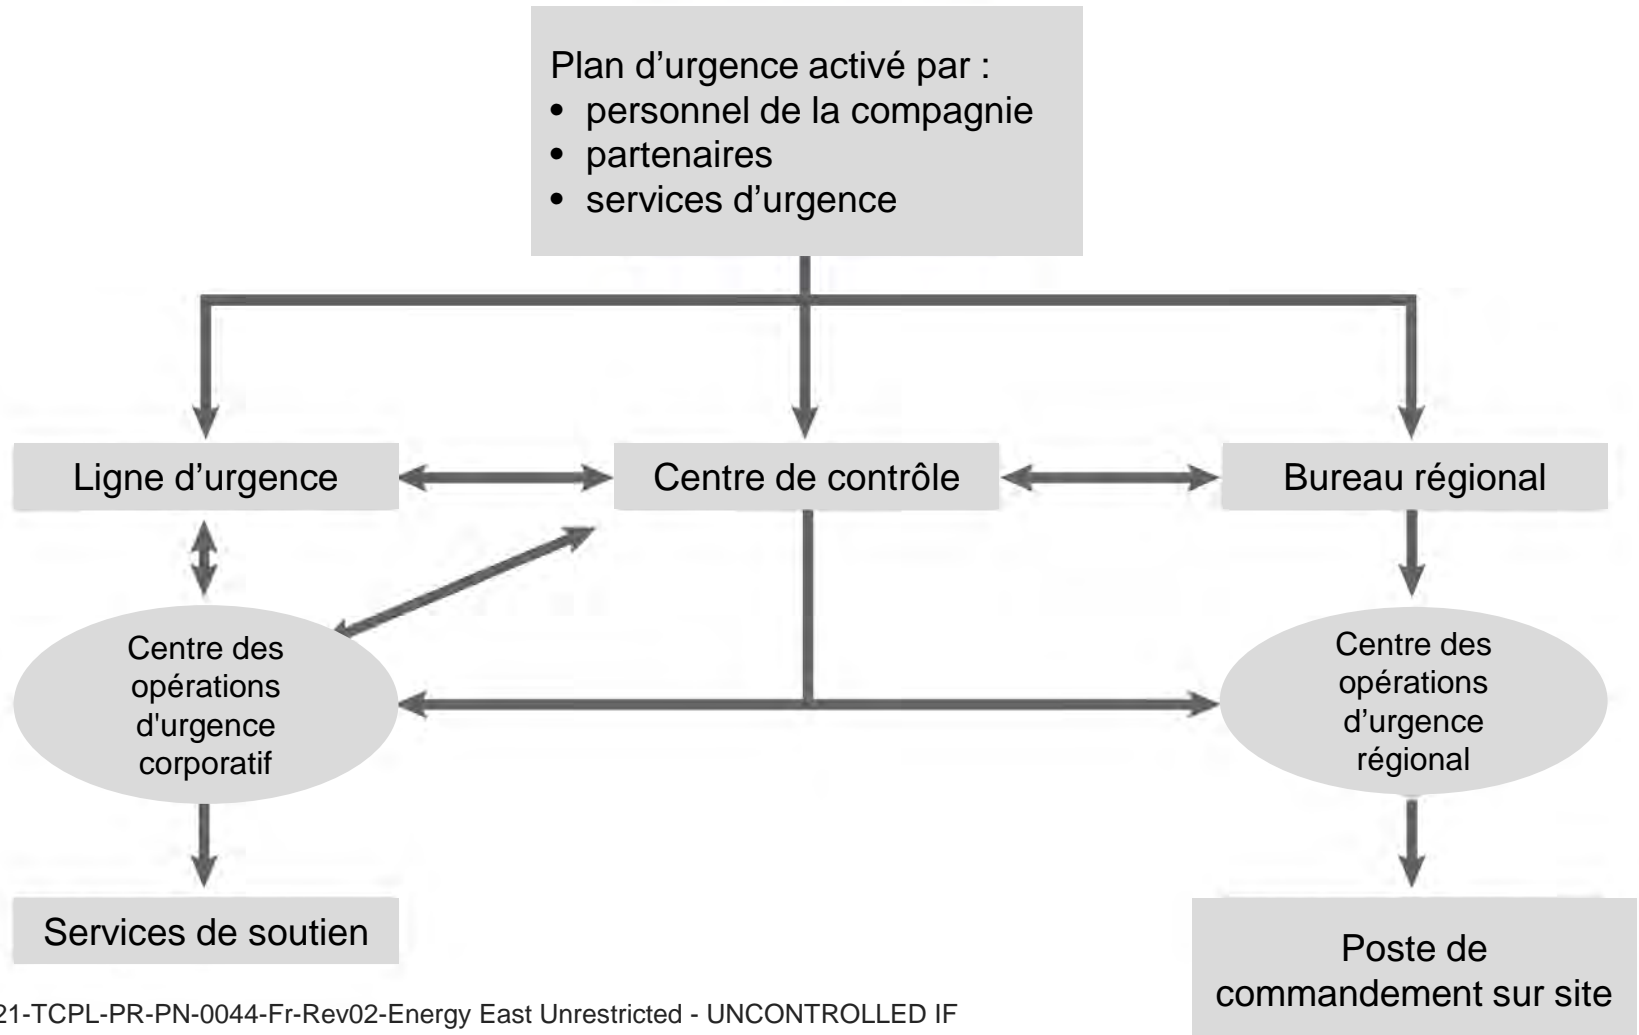 Plan d’urgence activé par :
• personnel de la compagnie
• partenaires
• services d’urgence
Ligne d’urgence
Centre de contrôle
Bureau régional
Centre des
opérations
d'urgence
corporatif
Centre des
opérations
d’urgence
régional
Services de soutien
Poste de
commandement sur site
21-TCPL-PR-PN-0044-Fr-Rev02-Energy East Unrestricted - UNCONTROLLED IF